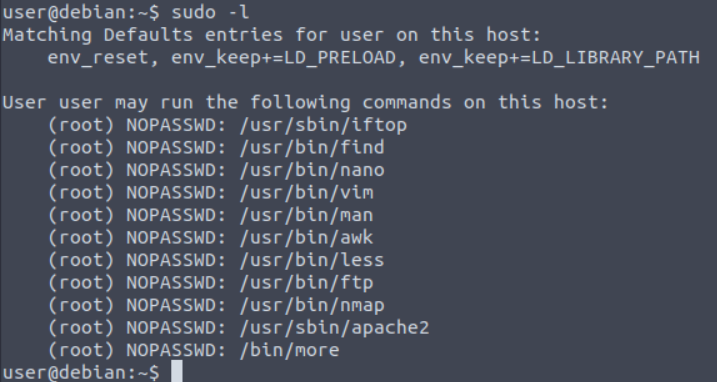 user@debian:~$ sudo -l
Matching Defaults entries for user on this host:
    env_reset, env_keep+=LD_PRELOAD, env_keep+=LD_LIBRARY_PATH

User user may run the following commands on this host:
    (root) NOPASSWD: /usr/sbin/iftop
    (root) NOPASSWD: /usr/bin/find
    (root) NOPASSWD: /usr/bin/nano
    (root) NOPASSWD: /usr/bin/vim
    (root) NOPASSWD: /usr/bin/man
    (root) NOPASSWD: /usr/bin/awk
    (root) NOPASSWD: /usr/bin/less
    (root) NOPASSWD: /usr/bin/ftp
    (root) NOPASSWD: /usr/bin/nmap
    (root) NOPASSWD: /usr/sbin/apache2
    (root) NOPASSWD: /bin/more
user@debian:~$